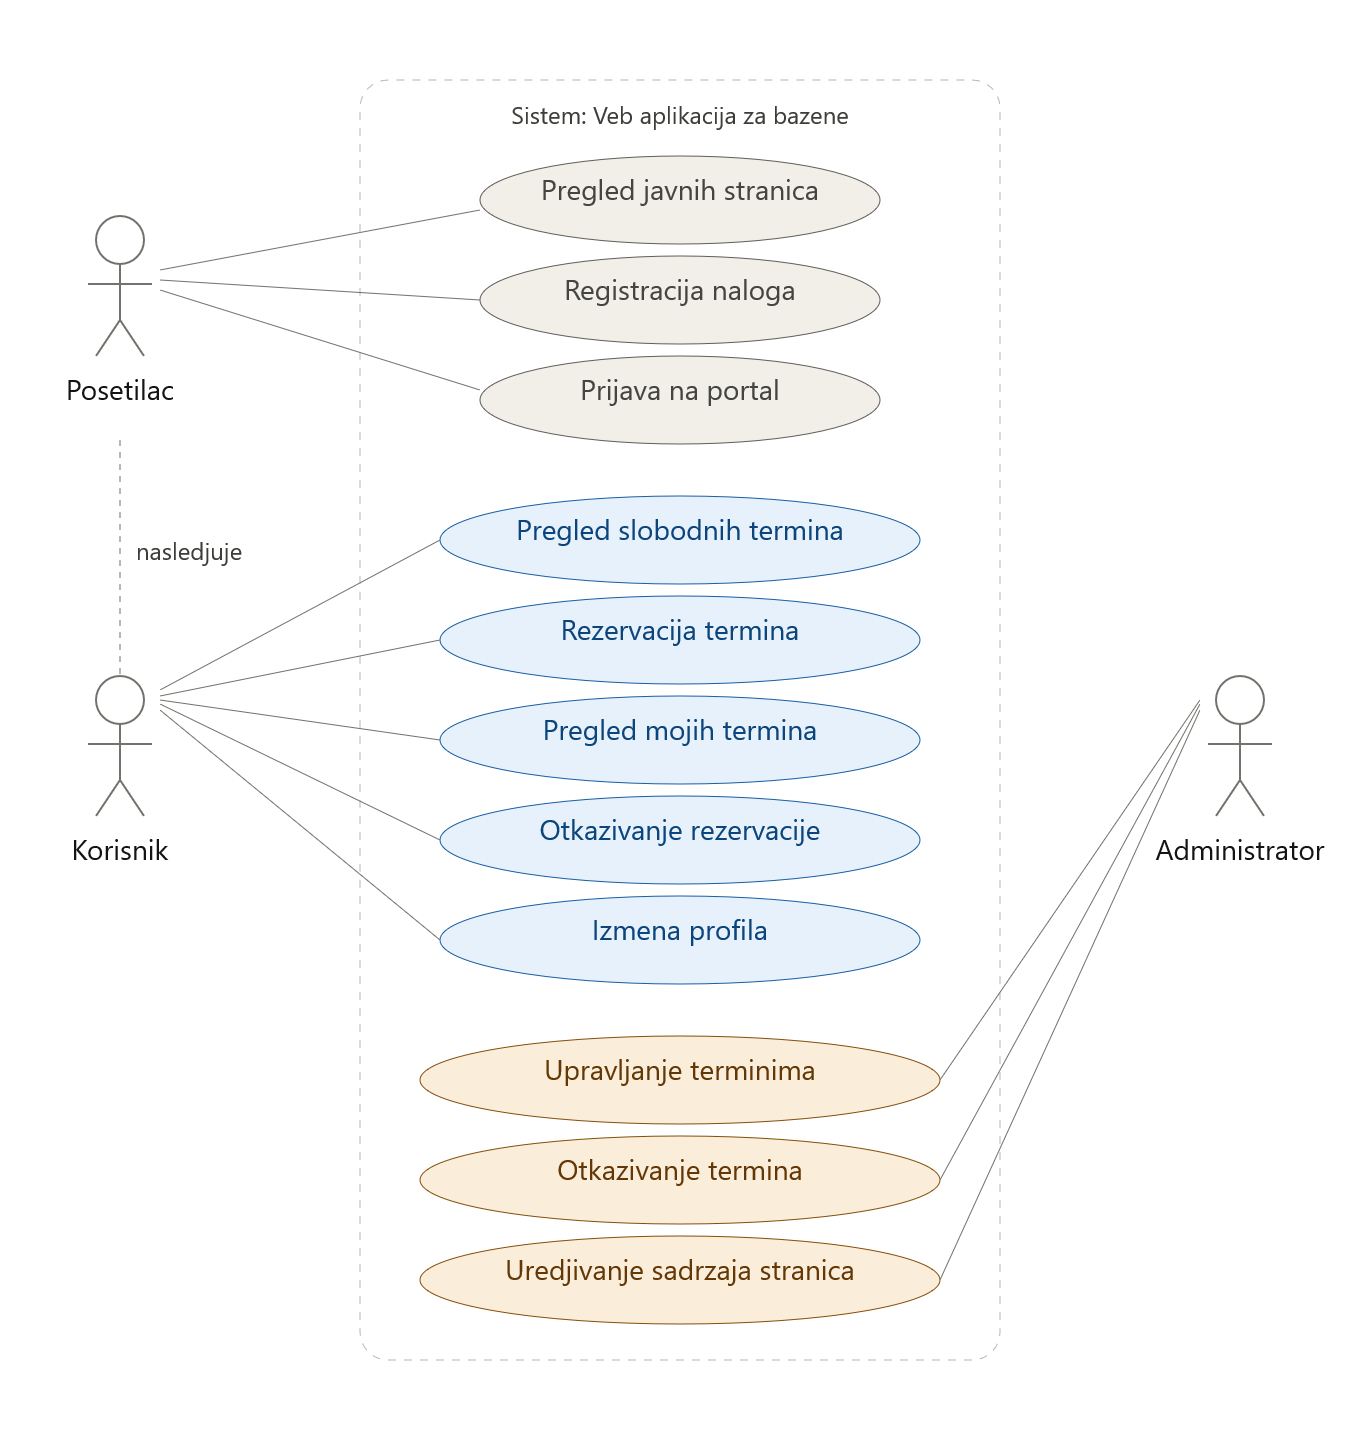 Sistem: Veb aplikacija za bazene
Pregled javnih stranica
Registracija naloga
Prijava na portal
Posetilac
nasledjuje
Pregled slobodnih termina
Rezervacija termina
Pregled mojih termina
Otkazivanje rezervacije
Izmena profila
Korisnik
Administrator
Upravljanje terminima
Otkazivanje termina
Uredjivanje sadrzaja stranica